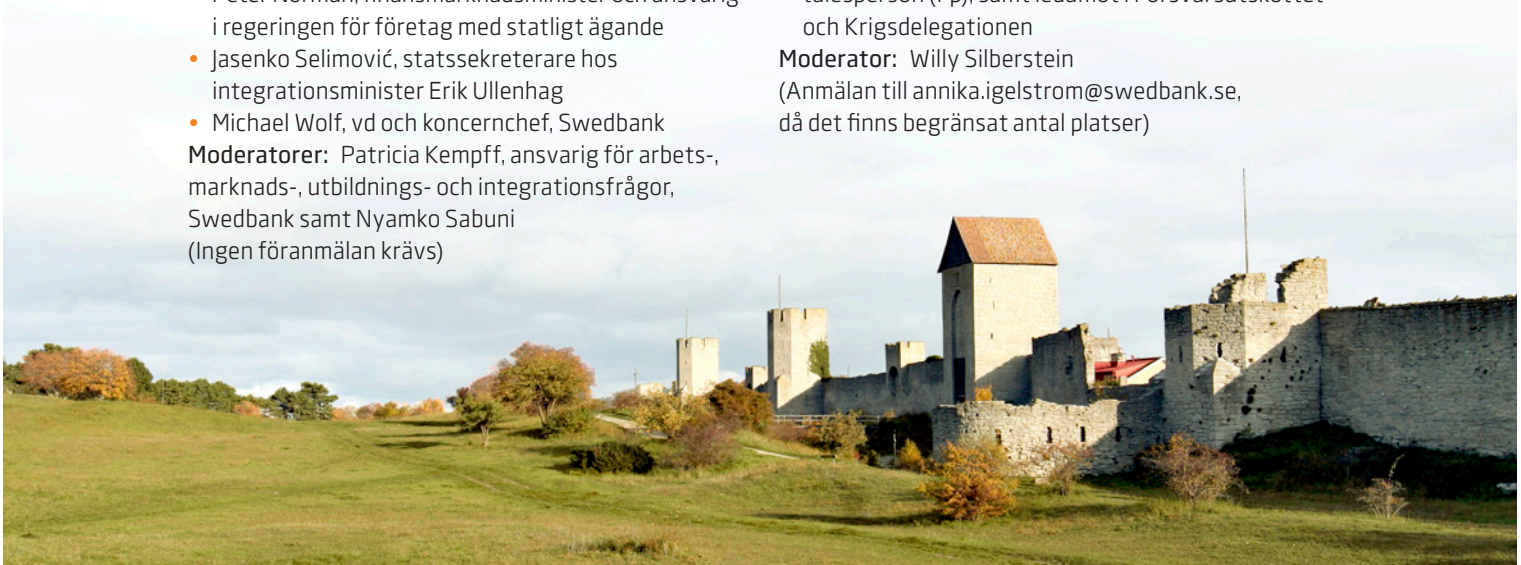 i regeringen för företag med statligt ägande
• Jasenko Selimović, statssekreterare hos
integrationsminister Erik Ullenhag
• Michael Wolf, vd och koncernchef, Swedbank
Moderatorer: Patricia Kempff, ansvarig för arbets-,
marknads-, utbildnings- och integrationsfrågor,
Swedbank samt Nyamko Sabuni
(Ingen föranmälan krävs)
och Krigsdelegationen
Moderator: Willy Silberstein
(Anmälan till annika.igelstrom@swedbank.se,
då det finns begränsat antal platser)